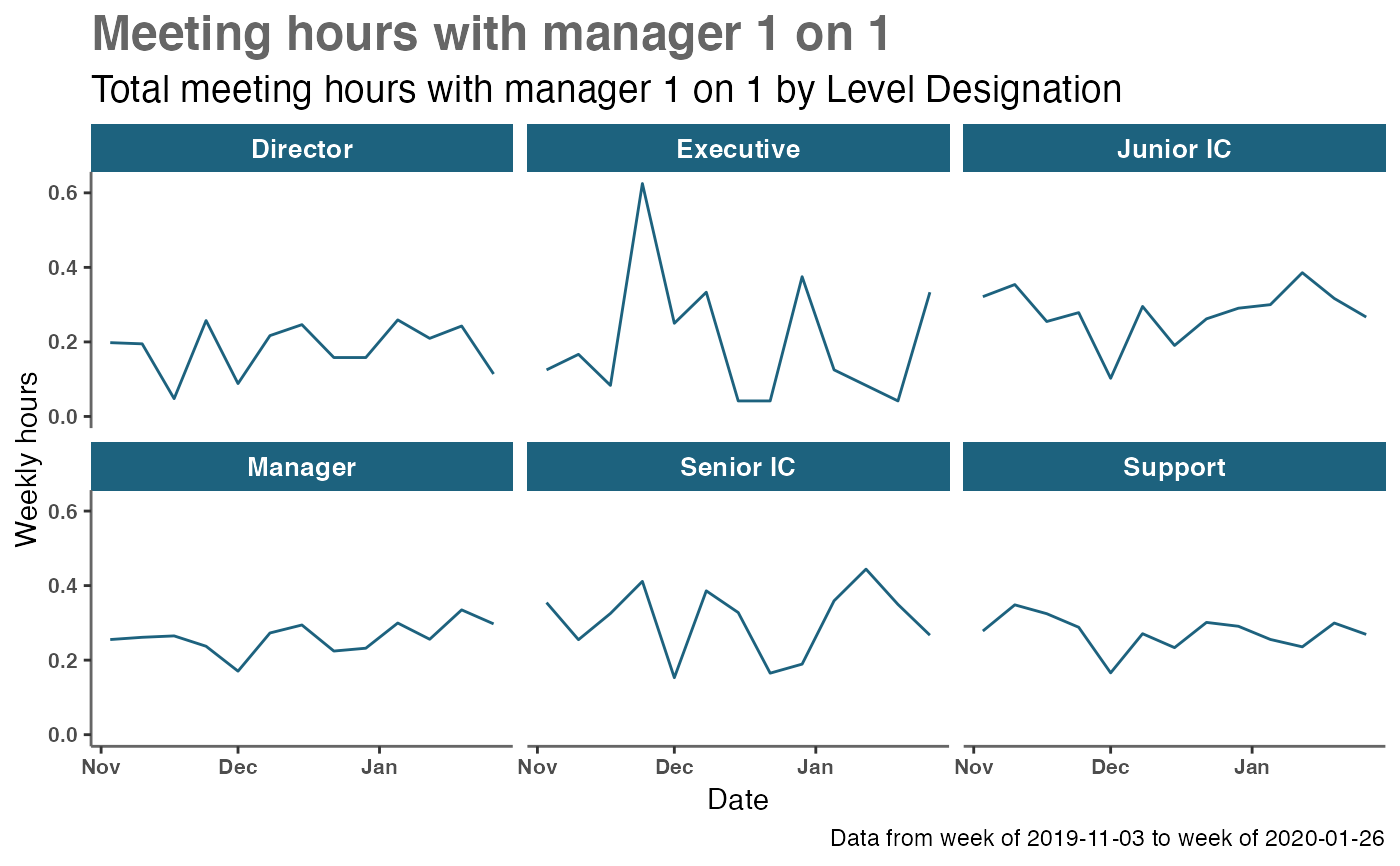 Meeting hours with manager 1 on 1
Total meeting hours with manager 1 on 1 by Level Designation
Director
Executive
Junior IC
0.6
0.4
0.2
0.0
Weekly hours
Manager
Senior IC
Support
0.6
0.4
0.2
0.0
Nov Dec Jan
Nov Dec Jan
Nov Dec Jan
Date
Data from week of 2019-11-03 to week of 2020-01-26